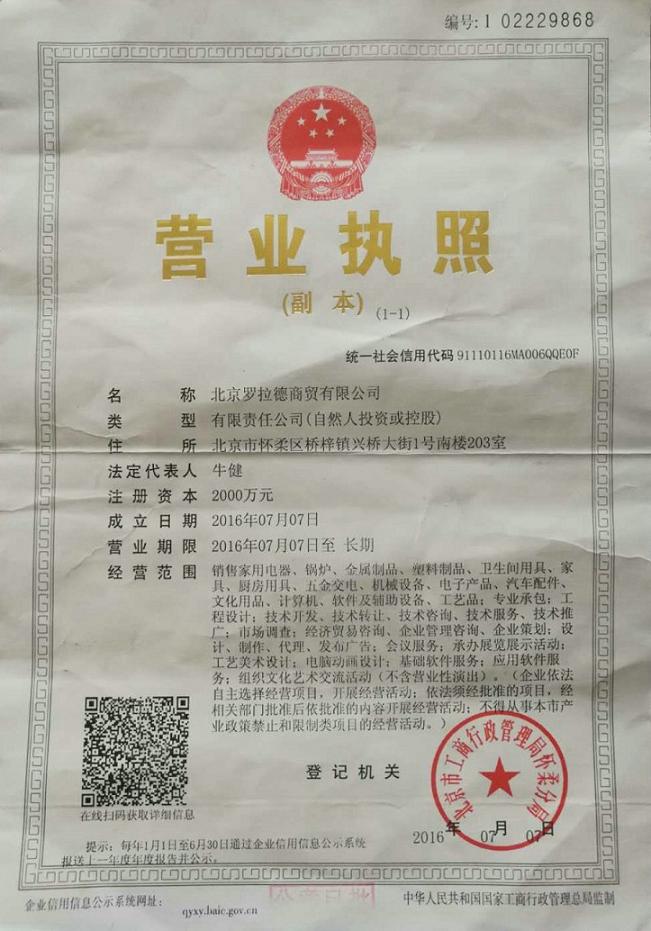 编号:1 02229868
营业执照
(副 本) (1-1)
统一社会信用代码 91110116MA006QQE0F
名 称 北京罗拉德商贸有限公司
类 型 有限责任公司(自然人投资或控股)
住 所 北京市怀柔区桥梓镇兴桥大街1号南楼203室
法定代表人 牛健
注册资本 2000万元
成立日期 2016年07月07日
营业期限 2016年07月07日至 长期
经营范围 销售家用电器、锅炉、金属制品、塑料制品、卫生间用具、家
具、厨房用具、五金交电、机械设备、电子产品、汽车配件、
文化用品、计算机、软件及辅助设备、工艺品；专业承包；工
程设计；技术开发、技术转让、技术咨询、技术服务、技术推
广；市场调查；经济贸易咨询、企业管理咨询、企业策划；设
计、制作、代理、发布广告；会议服务；承办展览展示活动；
工艺美术设计；电脑动画设计；基础软件服务；应用软件服
务；组织文化艺术交流活动（不含营业性演出）。（企业依法
自主选择经营项目，开展经营活动；依法须经批准的项目，经
相关部门批准后依批准的内容开展经营活动；不得从事本市产
业政策禁止和限制类项目的经营活动。）
北京市工商行政管理局怀柔分局
登记机关
在线扫码获取详细信息
2016年 07月 07日
提示：每年1月1日至6月30日通过企业信用信息公示系统
报送上一年度年度报告并公示。
企业信用信息公示系统网址： qyxy.baic.gov.cn
中华人民共和国国家工商行政管理总局监制